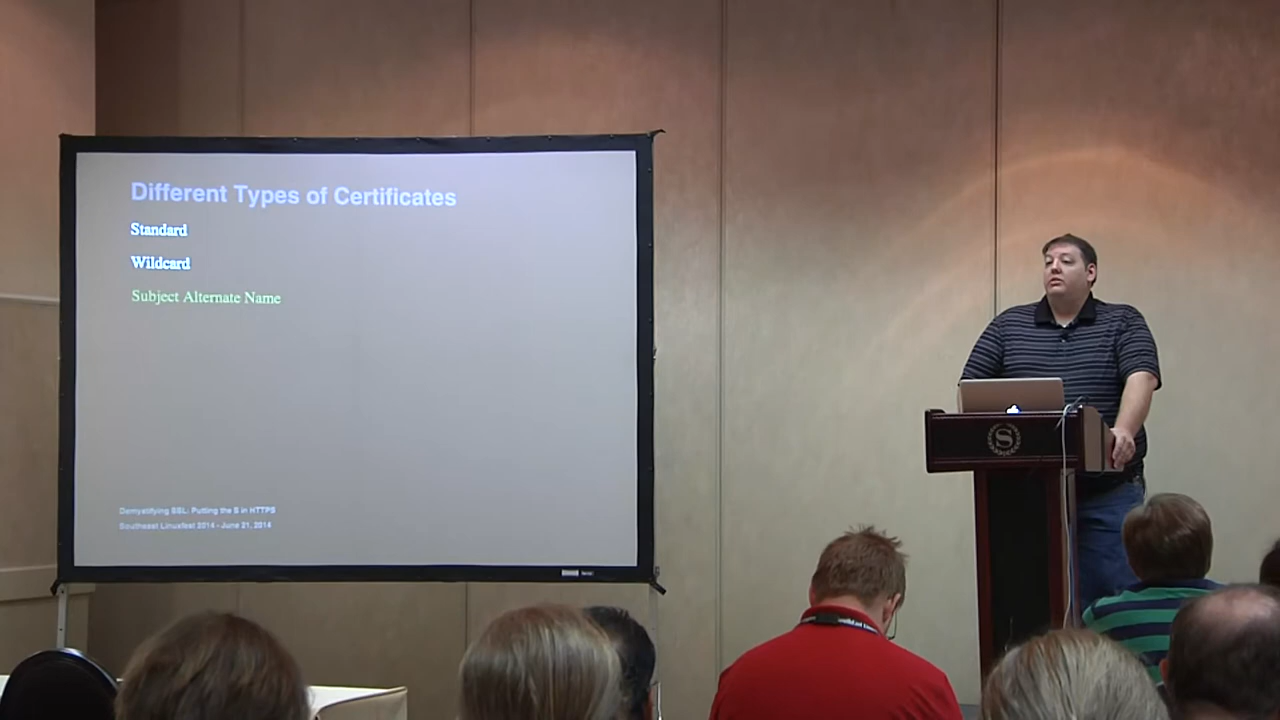 Different Types of Certificates
Standard
Wildcard
Subject Alternate Name
Demystifying SSL: Putting the S in HTTPS
Southeast Linuxfest 2014 - June 21, 2014
S